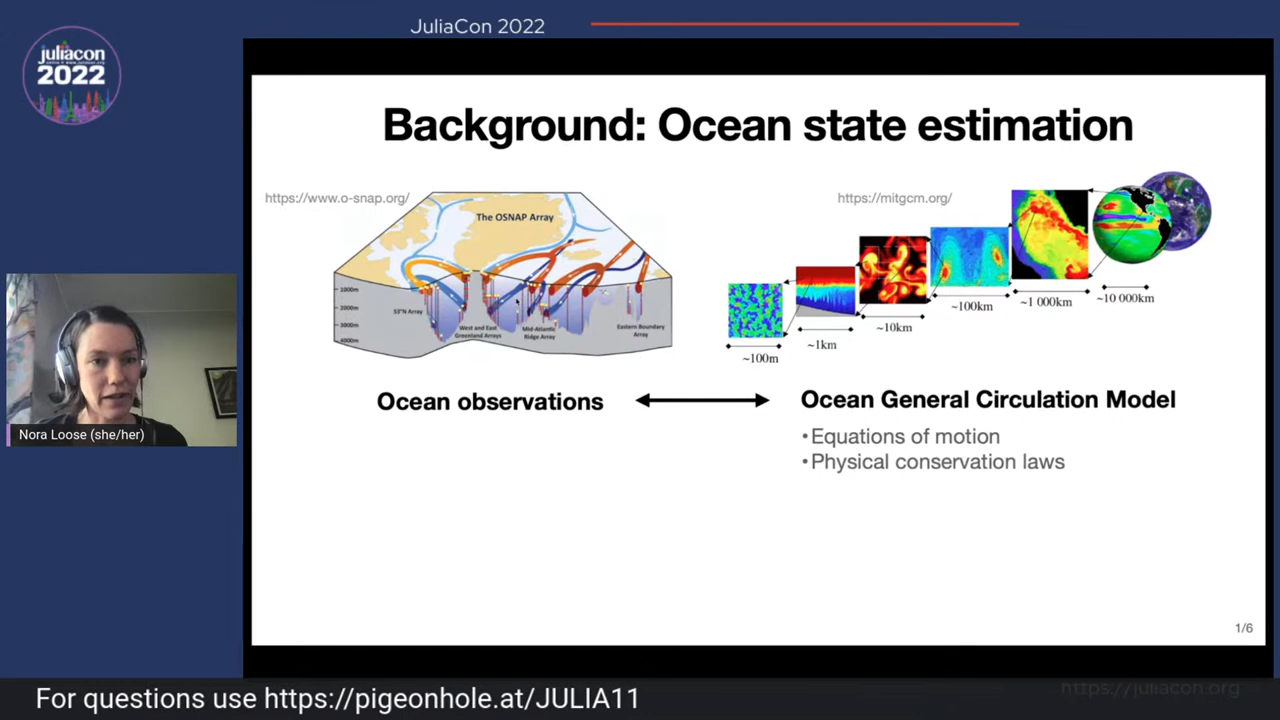 JuliaCon 2022
juliacon
2022
Background: Ocean state estimation
https://www.o-snap.org/
The OSNAP Array
1000m
2000m
3000m
4000m
53°N Array
West and East
Greenland Arrays
Mid-Atlantic
Ridge Array
Eastern Boundary
Array
https://mitgcm.org/
~100m
~1km
~10km
~100km
~1 000km
~10 000km
Ocean observations
Ocean General Circulation Model
•Equations of motion
•Physical conservation laws
1/6
Nora Loose (she/her)
For questions use https://pigeonhole.at/JULIA11
https://juliacon.org